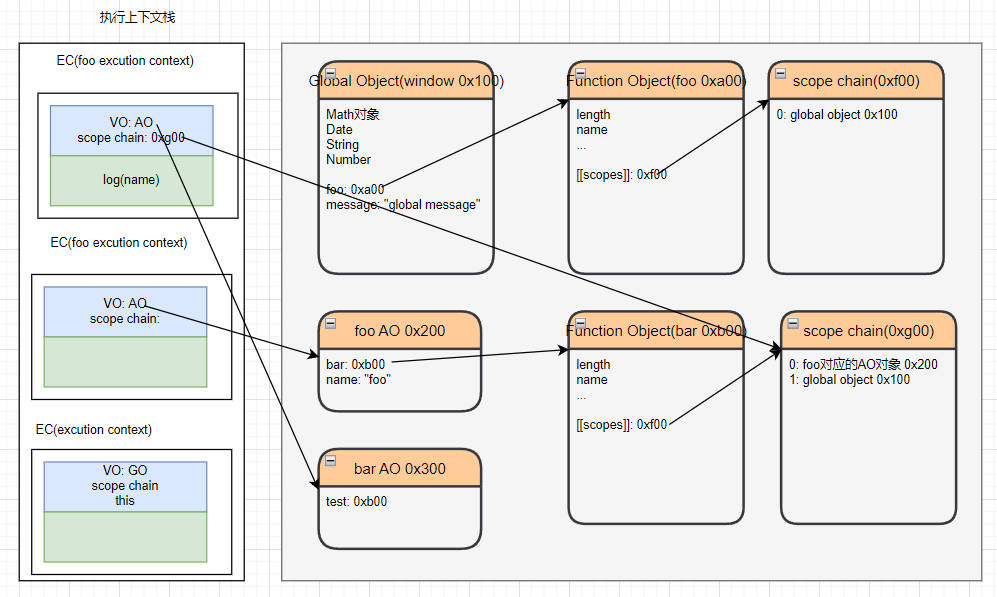 执行上下文栈
EC(foo excution context)
VO: AO
scope chain: 0xg00
log(name)
EC(foo excution context)
VO: AO
scope chain:
EC(excution context)
VO: GO
scope chain
this
Global Object(window 0x100)
Math对象
Date
String
Number
foo: 0xa00
message: "global message"
Function Object(foo 0xa00)
length
name
...
[[scopes]]: 0xf00
scope chain(0xf00)
0: global object 0x100
foo AO 0x200
bar: 0xb00
name: "foo"
Function Object(bar 0xb00)
length
name
...
[[scopes]]: 0xf00
scope chain(0xg00)
0: foo对应的AO对象 0x200
1: global object 0x100
bar AO 0x300
test: 0xb00